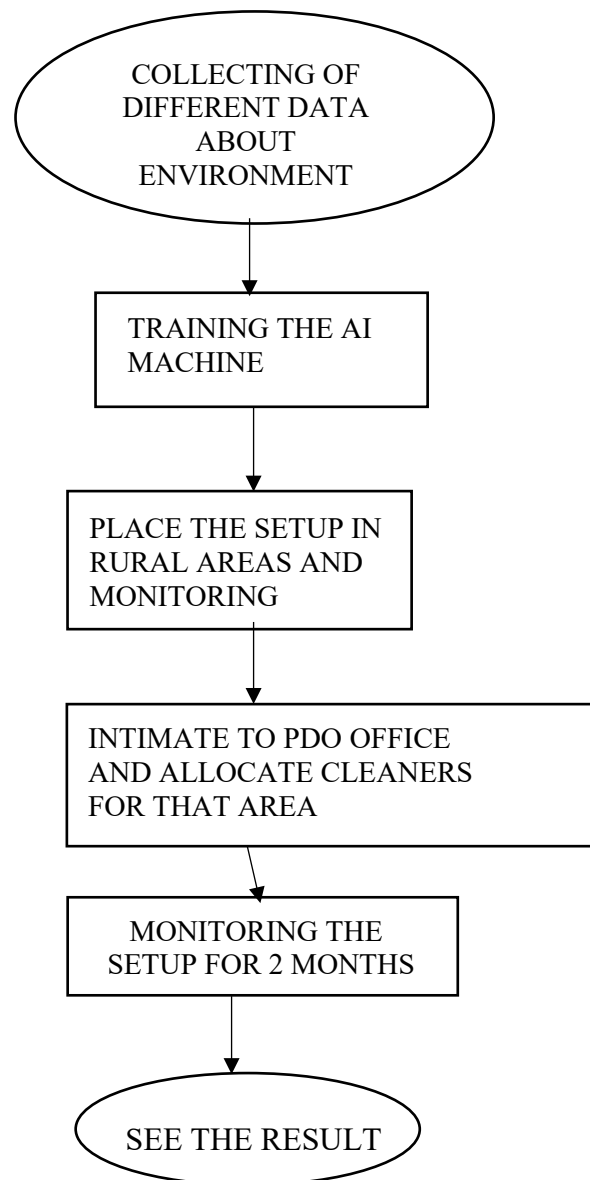 COLLECTING OF
DIFFERENT DATA
ABOUT
ENVIRONMENT
TRAINING THE AI
MACHINE
PLACE THE SETUP IN
RURAL AREAS AND
MONITORING
INTIMATE TO PDO OFFICE
AND ALLOCATE CLEANERS
FOR THAT AREA
MONITORING THE
SETUP FOR 2 MONTHS
SEE THE RESULT